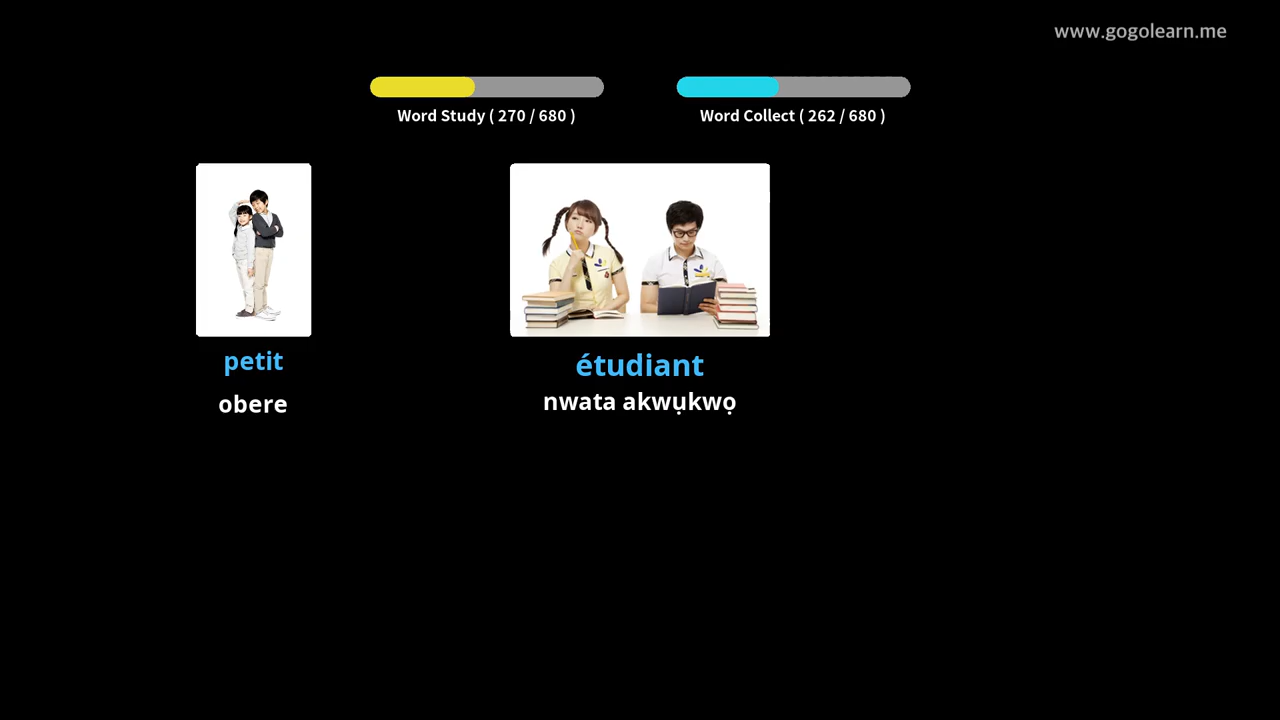 www.gogolearn.me
Word Study ( 270 / 680 )
Word Collect ( 262 / 680 )
petit
obere
étudiant
nwata akwụkwọ